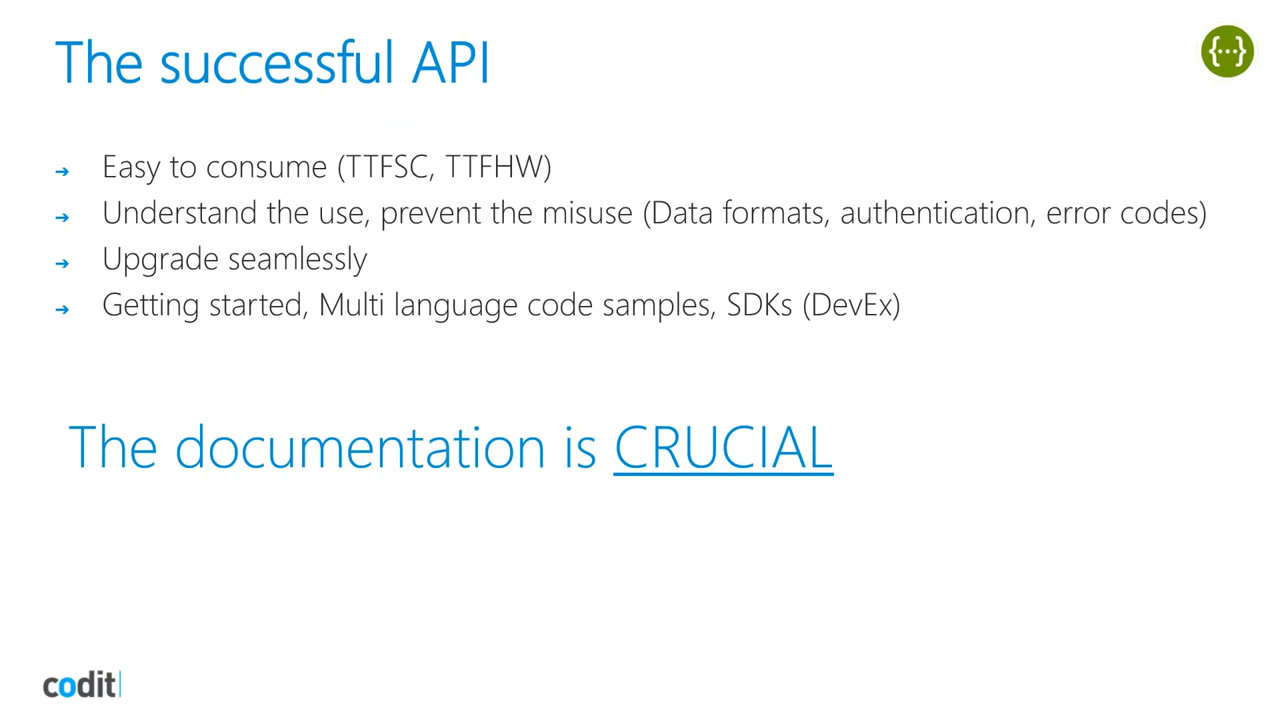 The successful API
{···}
→ Easy to consume (TTFSC, TTFHW)
→ Understand the use, prevent the misuse (Data formats, authentication, error codes)
→ Upgrade seamlessly
→ Getting started, Multi language code samples, SDKs (DevEx)
The documentation is CRUCIAL
codit